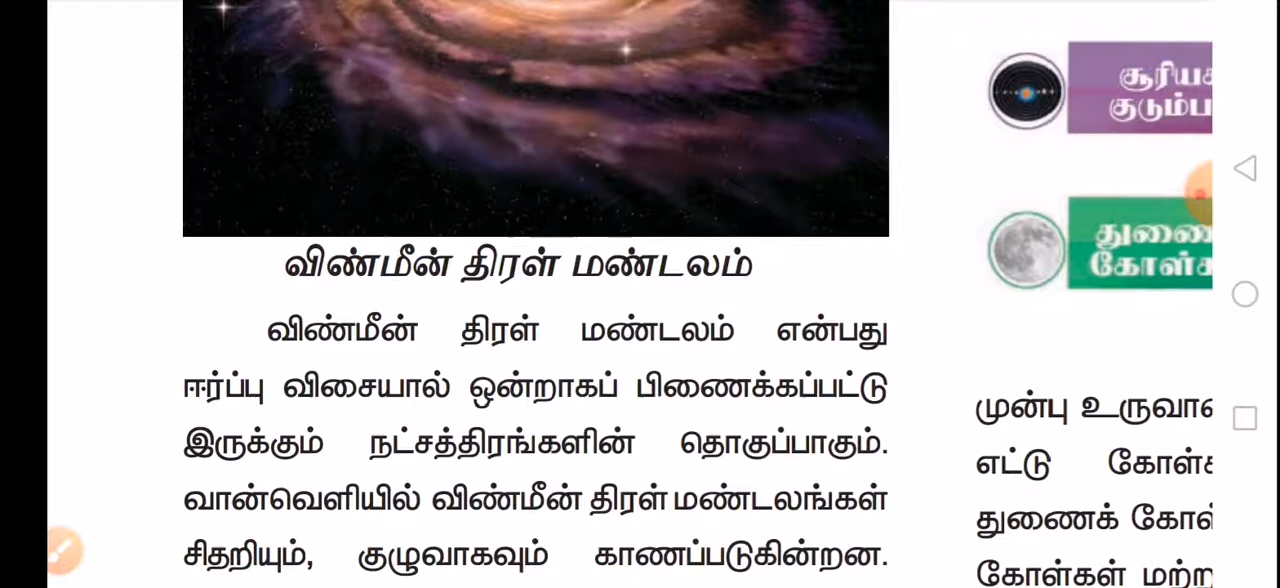 விண்மீன் திரள் மண்டலம்
விண்மீன் திரள் மண்டலம் என்பது
ஈர்ப்பு விசையால் ஒன்றாகப் பிணைக்கப்பட்டு
இருக்கும் நட்சத்திரங்களின் தொகுப்பாகும்.
வான்வெளியில் விண்மீன் திரள் மண்டலங்கள்
சிதறியும், குழுவாகவும் காணப்படுகின்றன.
துணை
முன்பு
எட்டு
துணைக்
கோள்கள்